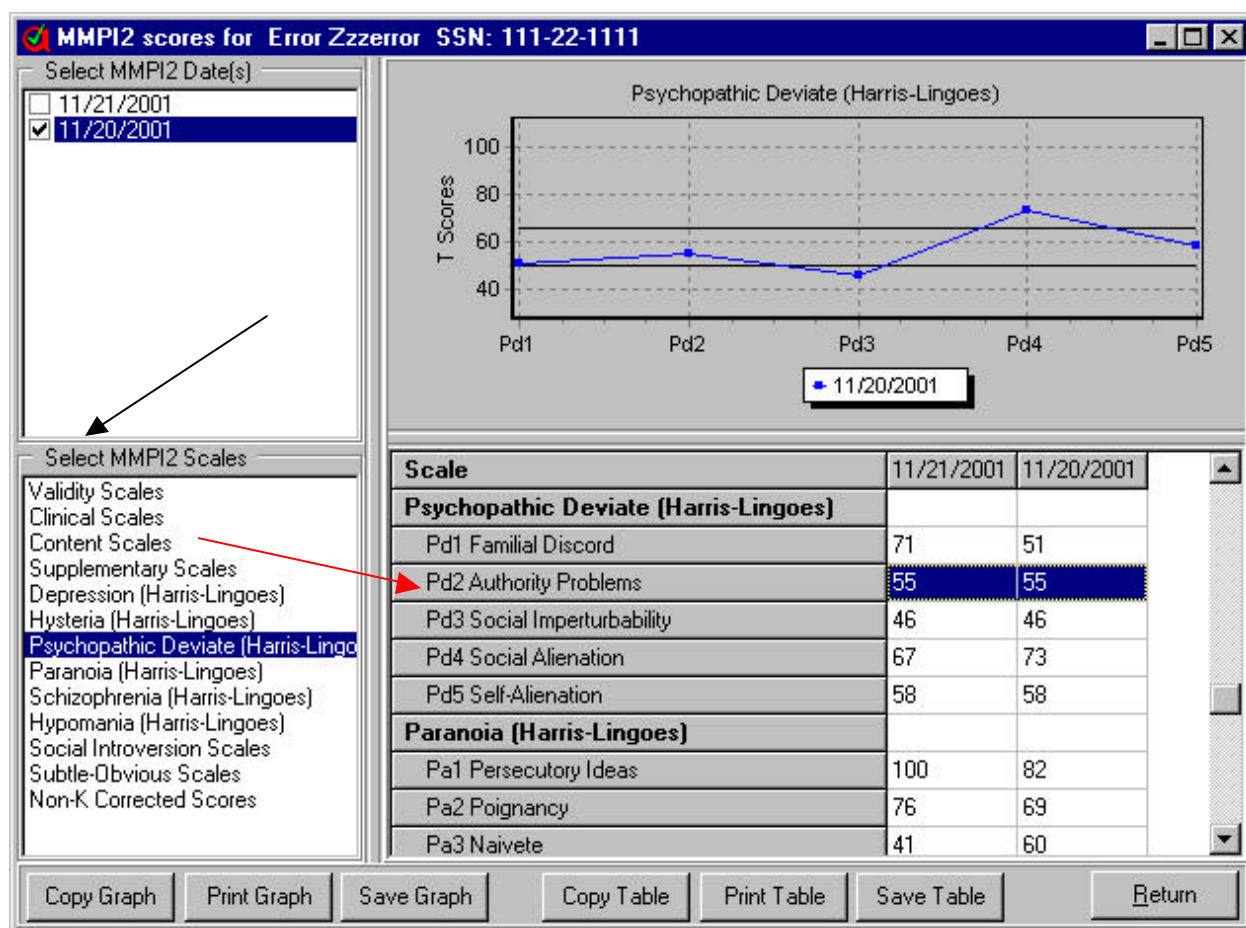 MMPI2 scores for Error Zzzerror SSN: 111-22-1111
Select MMPI2 Date(s)
11/21/2001
11/20/2001
Psychopathic Deviate (Harris-Lingoes)
T Scores
100
80
60
40
Pd1 Pd2 Pd3 Pd4 Pd5
11/20/2001
Select MMPI2 Scales
Validity Scales
Clinical Scales
Content Scales
Supplementary Scales
Depression (Harris-Lingoes)
Hysteria (Harris-Lingoes)
Psychopathic Deviate (Harris-Lingo
Paranoia (Harris-Lingoes)
Schizophrenia (Harris-Lingoes)
Hypomania (Harris-Lingoes)
Social Introversion Scales
Subtle-Obvious Scales
Non-K Corrected Scores
Scale 11/21/2001 11/20/2001
Psychopathic Deviate (Harris-Lingoes)
Pd1 Familial Discord 71 51
Pd2 Authority Problems 55 55
Pd3 Social Imperturbability 46 46
Pd4 Social Alienation 67 73
Pd5 Self-Alienation 58 58
Paranoia (Harris-Lingoes)
Pa1 Persecutory Ideas 100 82
Pa2 Poignancy 76 69
Pa3 Naivete 41 60
Copy Graph Print Graph Save Graph Copy Table Print Table Save Table Return